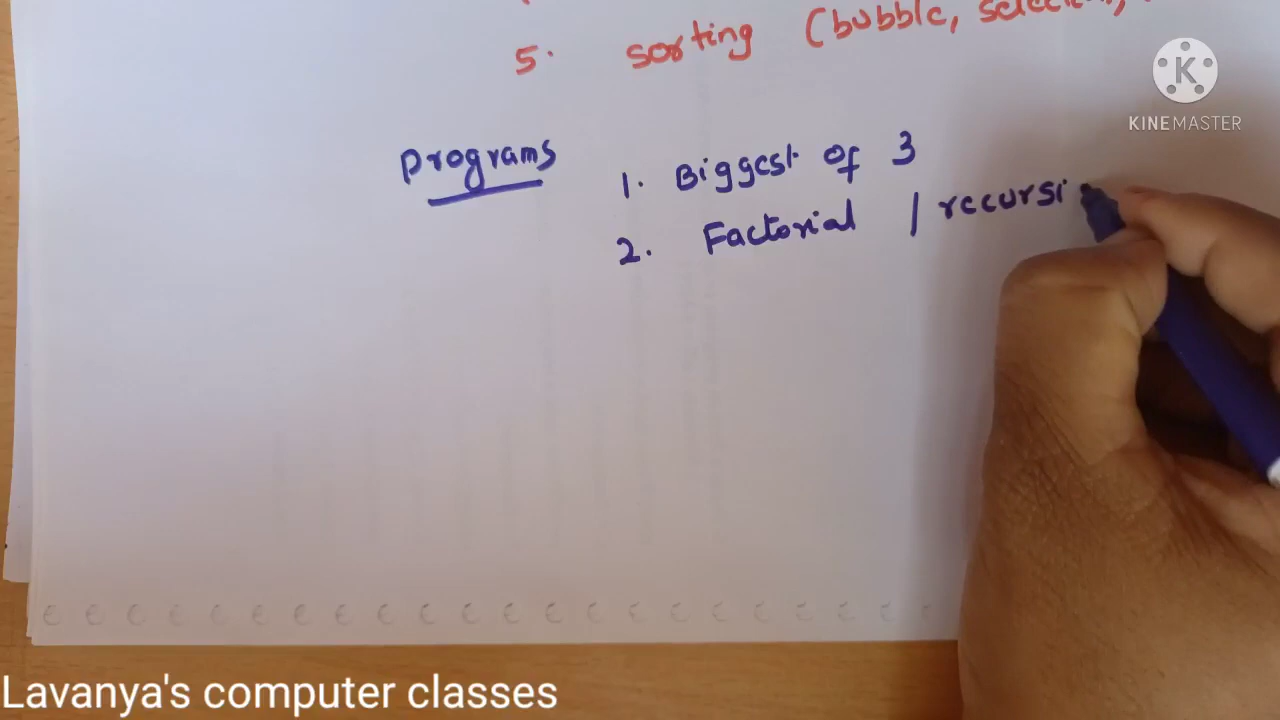 5. sorting (bubble,
KINEMASTER
Programs
1. Biggest of 3
2. Factorial / recursi
Lavanya's computer classes